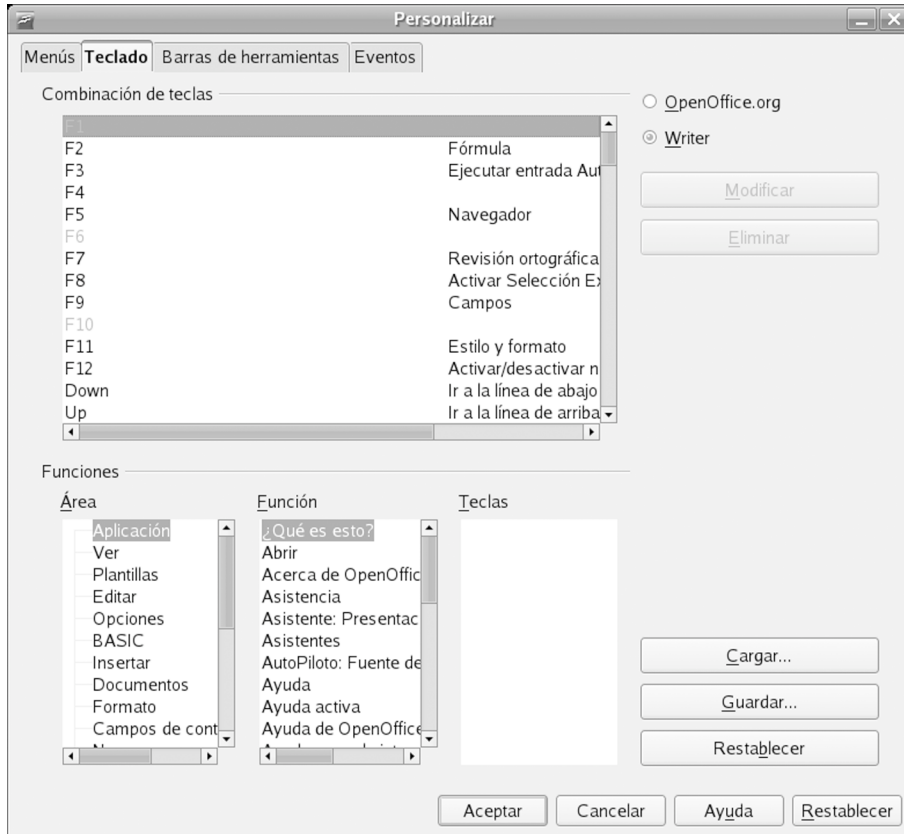 Personalizar
Menús Teclado Barras de herramientas Eventos
Combinación de teclas
F1
F2 Fórmula
F3 Ejecutar entrada Aut
F4
F5 Navegador
F6
F7 Revisión ortográfica
F8 Activar Selección Ex
F9 Campos
F10
F11 Estilo y formato
F12 Activar/desactivar n
Down Ir a la línea de abajo
Up Ir a la línea de arriba
OpenOffice.org
Writer
Modificar
Eliminar
Funciones
Área
Aplicación
Ver
Plantillas
Editar
Opciones
BASIC
Insertar
Documentos
Formato
Campos de cont
Función
¿Qué es esto?
Abrir
Acerca de OpenOffic
Asistencia
Asistente: Presentac
Asistentes
AutoPiloto: Fuente de
Ayuda
Ayuda activa
Ayuda de OpenOffice
Teclas
Cargar...
Guardar...
Restablecer
Aceptar Cancelar Ayuda Restablecer